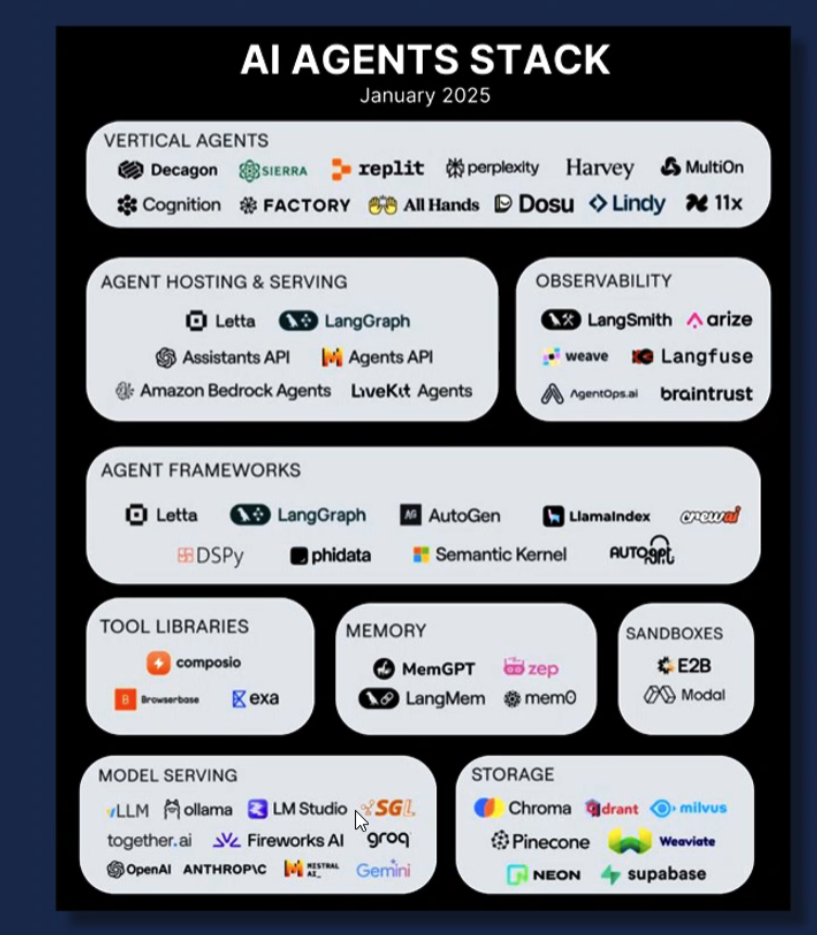 AI AGENTS STACK
January 2025
VERTICAL AGENTS
Decagon SIERRA replit perplexity Harvey MultiOn
Cognition FACTORY All Hands Dosu Lindy 11x
AGENT HOSTING & SERVING
Letta LangGraph
Assistants API Agents API
Amazon Bedrock Agents LiveKit Agents
OBSERVABILITY
LangSmith arize
weave Langfuse
AgentOps.ai braintrust
AGENT FRAMEWORKS
Letta LangGraph AG AutoGen LlamaIndex crewai
DSPy phidata Semantic Kernel AUTOgpt
TOOL LIBRARIES
composio
B Browserbase exa
MEMORY
MemGPT zep
LangMem mem0
SANDBOXES
E2B
Modal
MODEL SERVING
vLLM ollama LM Studio SGL
together.ai Fireworks AI groq
OpenAI ANTHROP\C MISTRAL AI_ Gemini
STORAGE
Chroma qdrant milvus
Pinecone Weaviate
NEON supabase